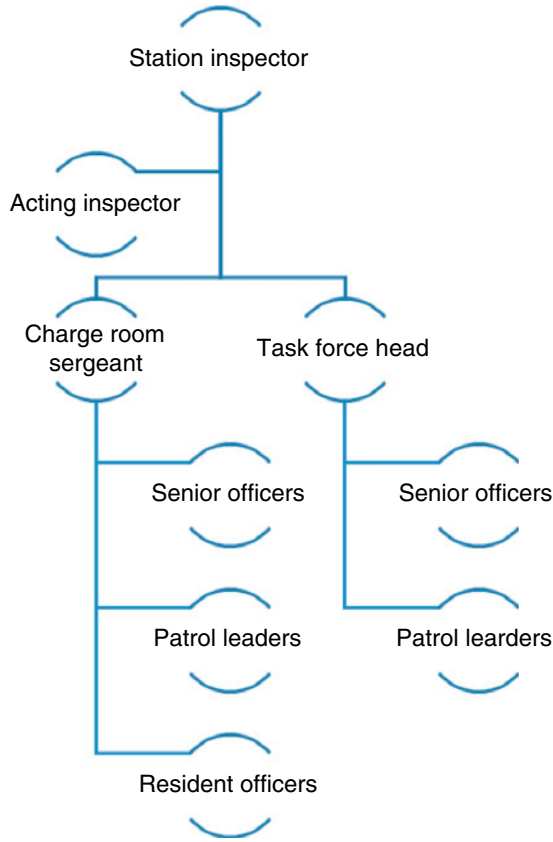 Station inspector
Acting inspector
Charge room
sergeant
Task force head
Senior officers
Senior officers
Patrol leaders
Patrol learders
Resident officers